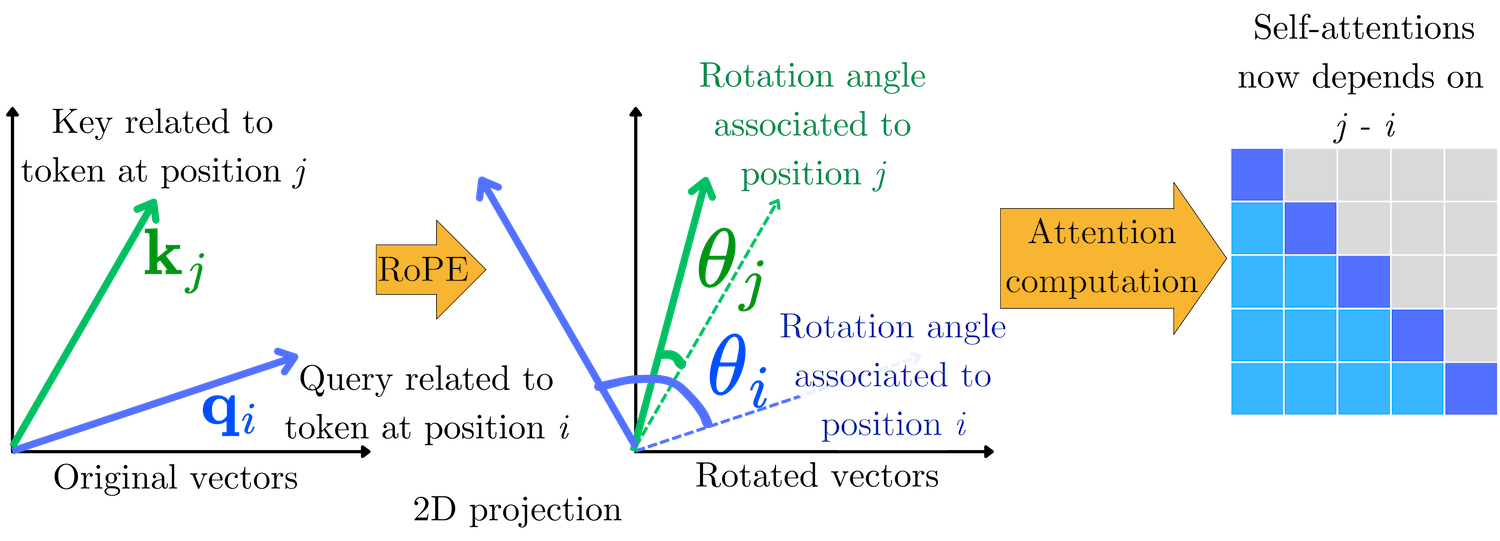 Key related to
token at position j
k_j
q_i
Query related to
token at position i
Original vectors
RoPE
2D projection
Rotation angle
associated to
position j
θ_j
θ_i
Rotation angle
associated to
position i
Rotated vectors
Attention
computation
Self-attentions
now depends on
j - i